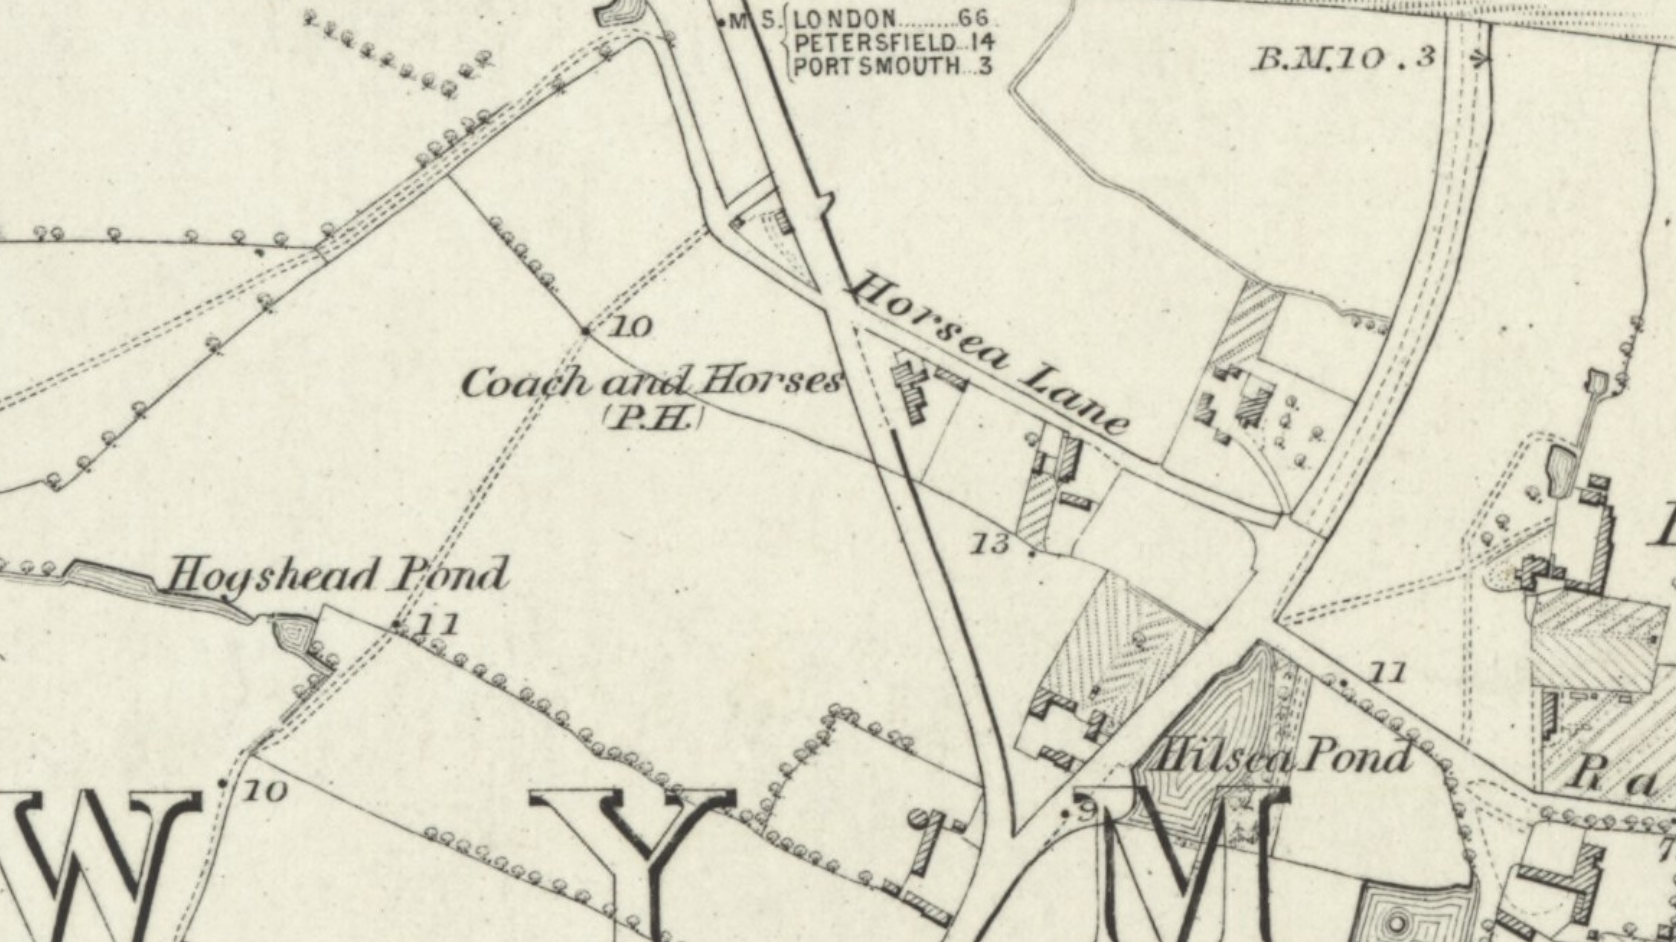 M.S. LONDON.........66
PETERSFIELD..14
PORTSMOUTH...3
B.M.10.3
Horsea Lane
10
Coach and Horses
(P.H.)
13
Hogshead Pond
11
11
Hilsea Pond
Ra
10
9
W Y M